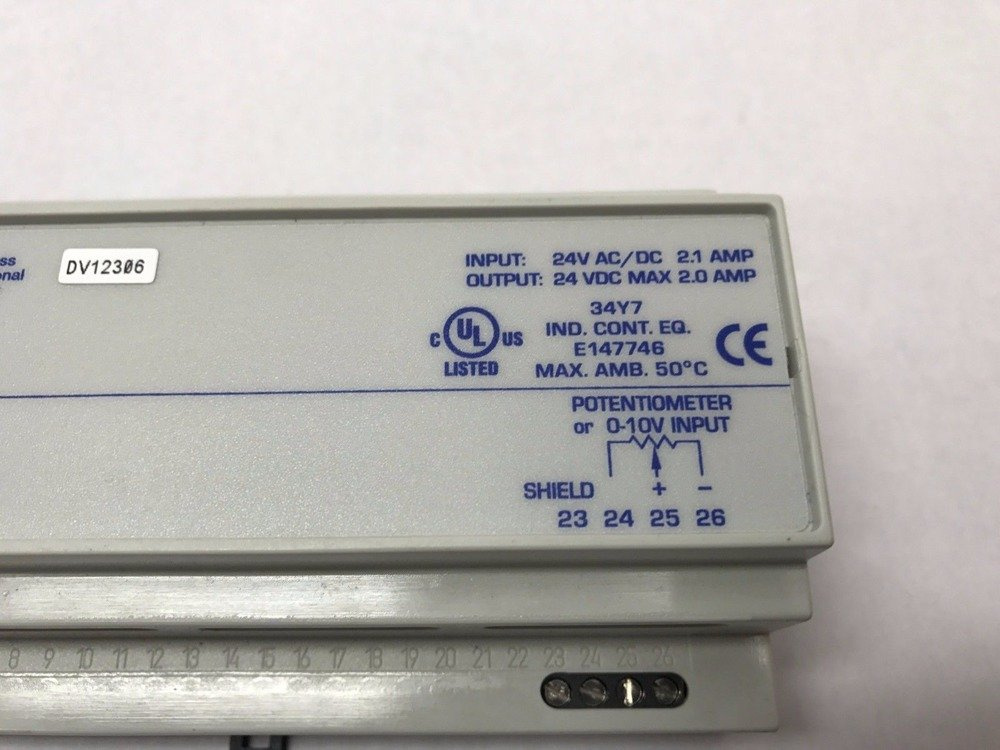 ss
onal
DV12306
INPUT: 24V AC/DC 2.1 AMP
OUTPUT: 24 VDC MAX 2.0 AMP
34Y7
C UL US IND. CONT. EQ.
LISTED
E147746
MAX. AMB. 50°C
CE
POTENTIOMETER
or 0-10V INPUT
SHIELD + −
23 24 25 26
8 9 10 11 12 13 14 15 16 17 18 19 20 21 22 23 24 25 26